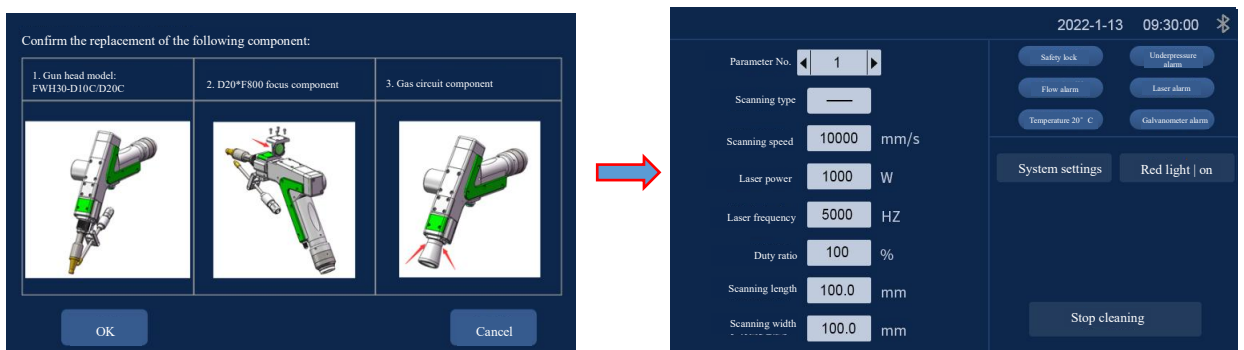 Confirm the replacement of the following component:
1. Gun head model:
FWH30-D10C/D20C
2. D20*F800 focus component
3. Gas circuit component
OK
Cancel
2022-1-13 09:30:00
Parameter No. 1
Scanning type
Scanning speed 10000 mm/s
Laser power 1000 W
Laser frequency 5000 HZ
Duty ratio 100 %
Scanning length 100.0 mm
Scanning width 100.0 mm
Safety lock
Underpressure
alarm
Flow alarm
Laser alarm
Temperature 20° C
Galvanometer alarm
System settings
Red light | on
Stop cleaning